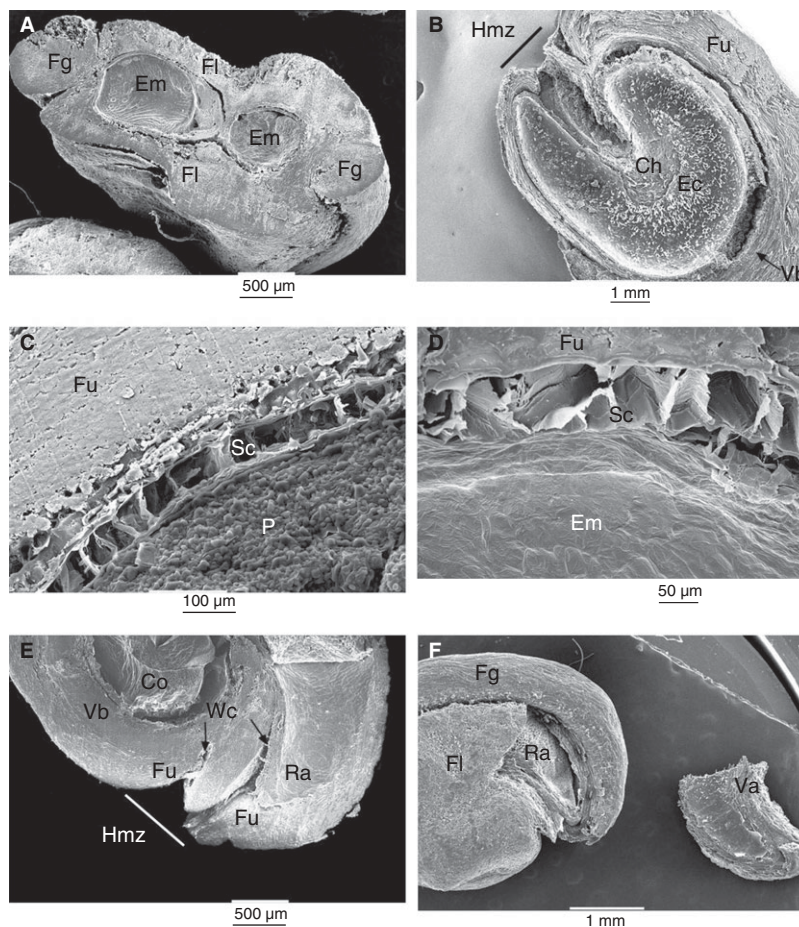 A
Fg
Em
Fl
Em
Fl
Fg
500 µm
B
Hmz
Fu
Ch
Ec
Vb
1 mm
C
Fu
Sc
P
100 µm
D
Fu
Sc
Em
50 µm
E
Co
Vb
Wc
Fu
Ra
Fu
Hmz
500 µm
F
Fg
Fl
Ra
Va
1 mm